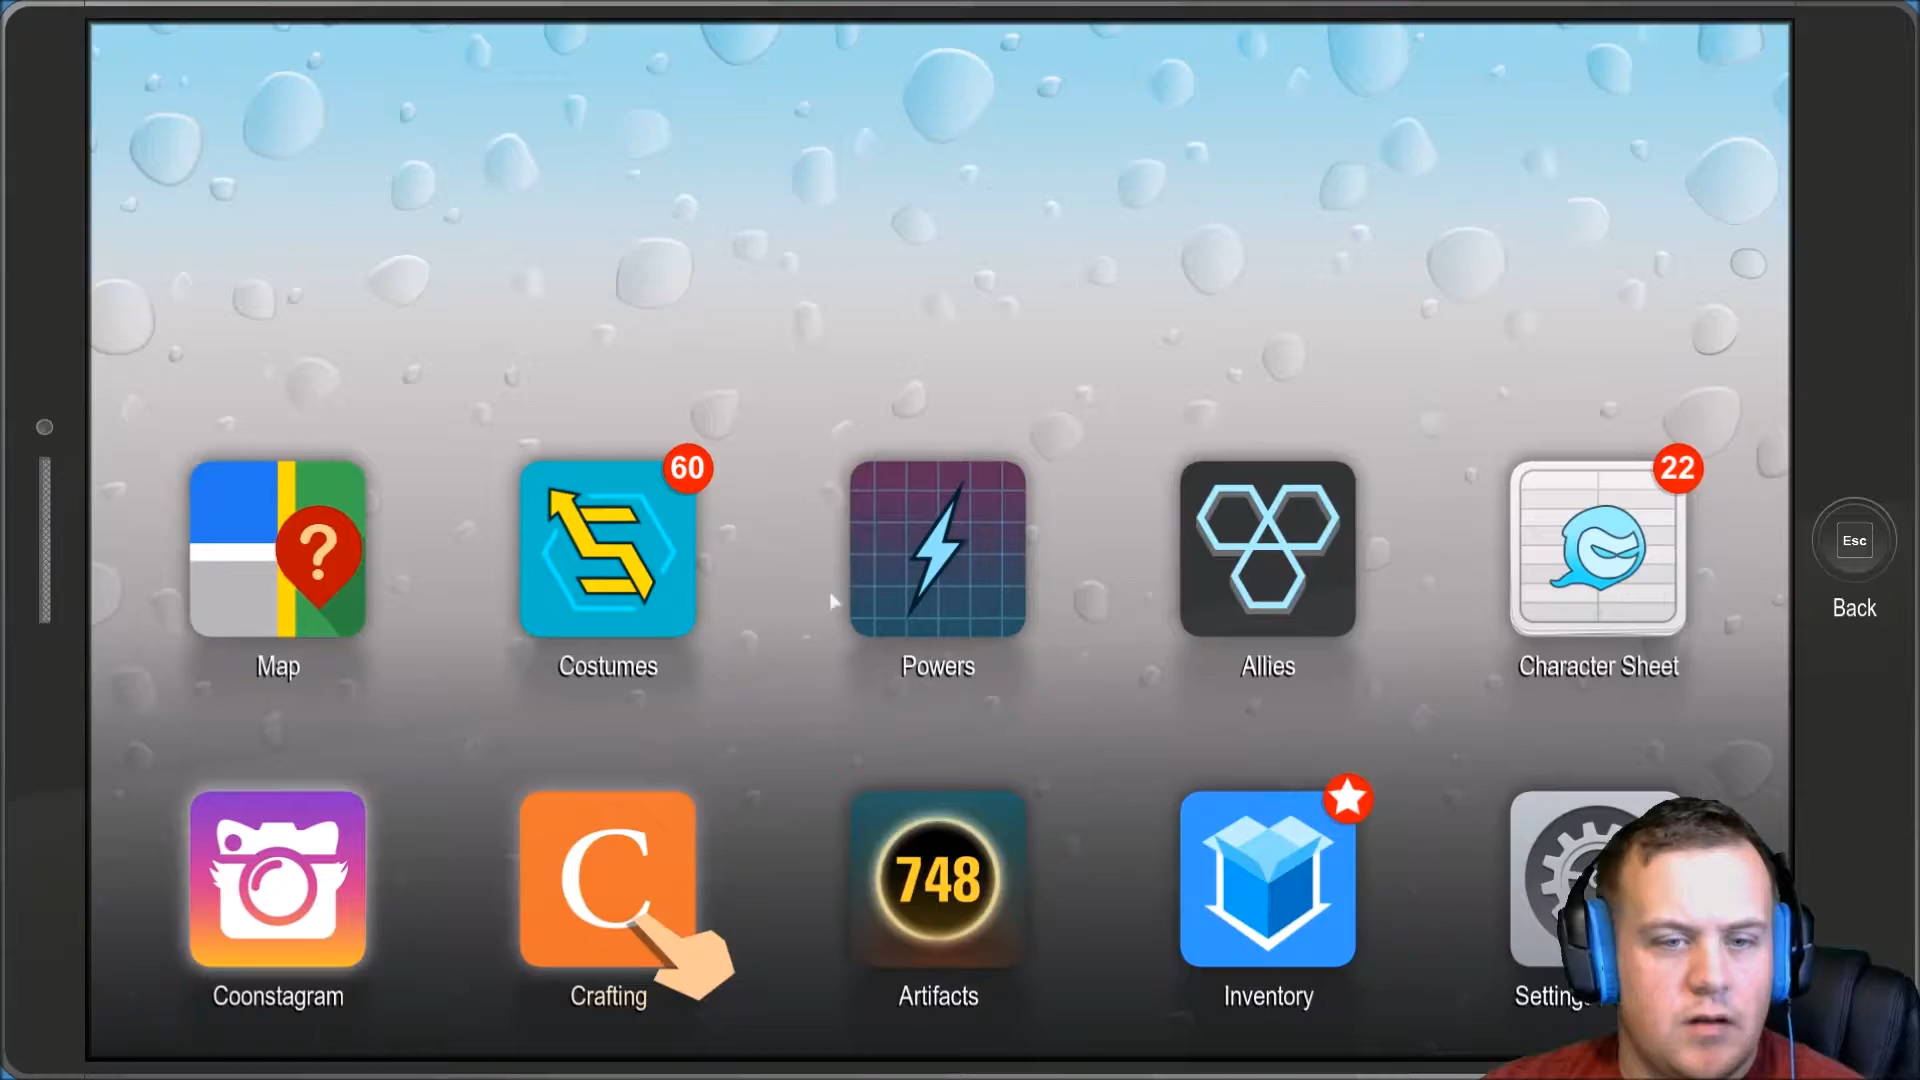 60
22
?
Map
Costumes
Powers
Allies
Character Sheet
Esc
Back
C
748
Coonstagram
Crafting
Artifacts
Inventory